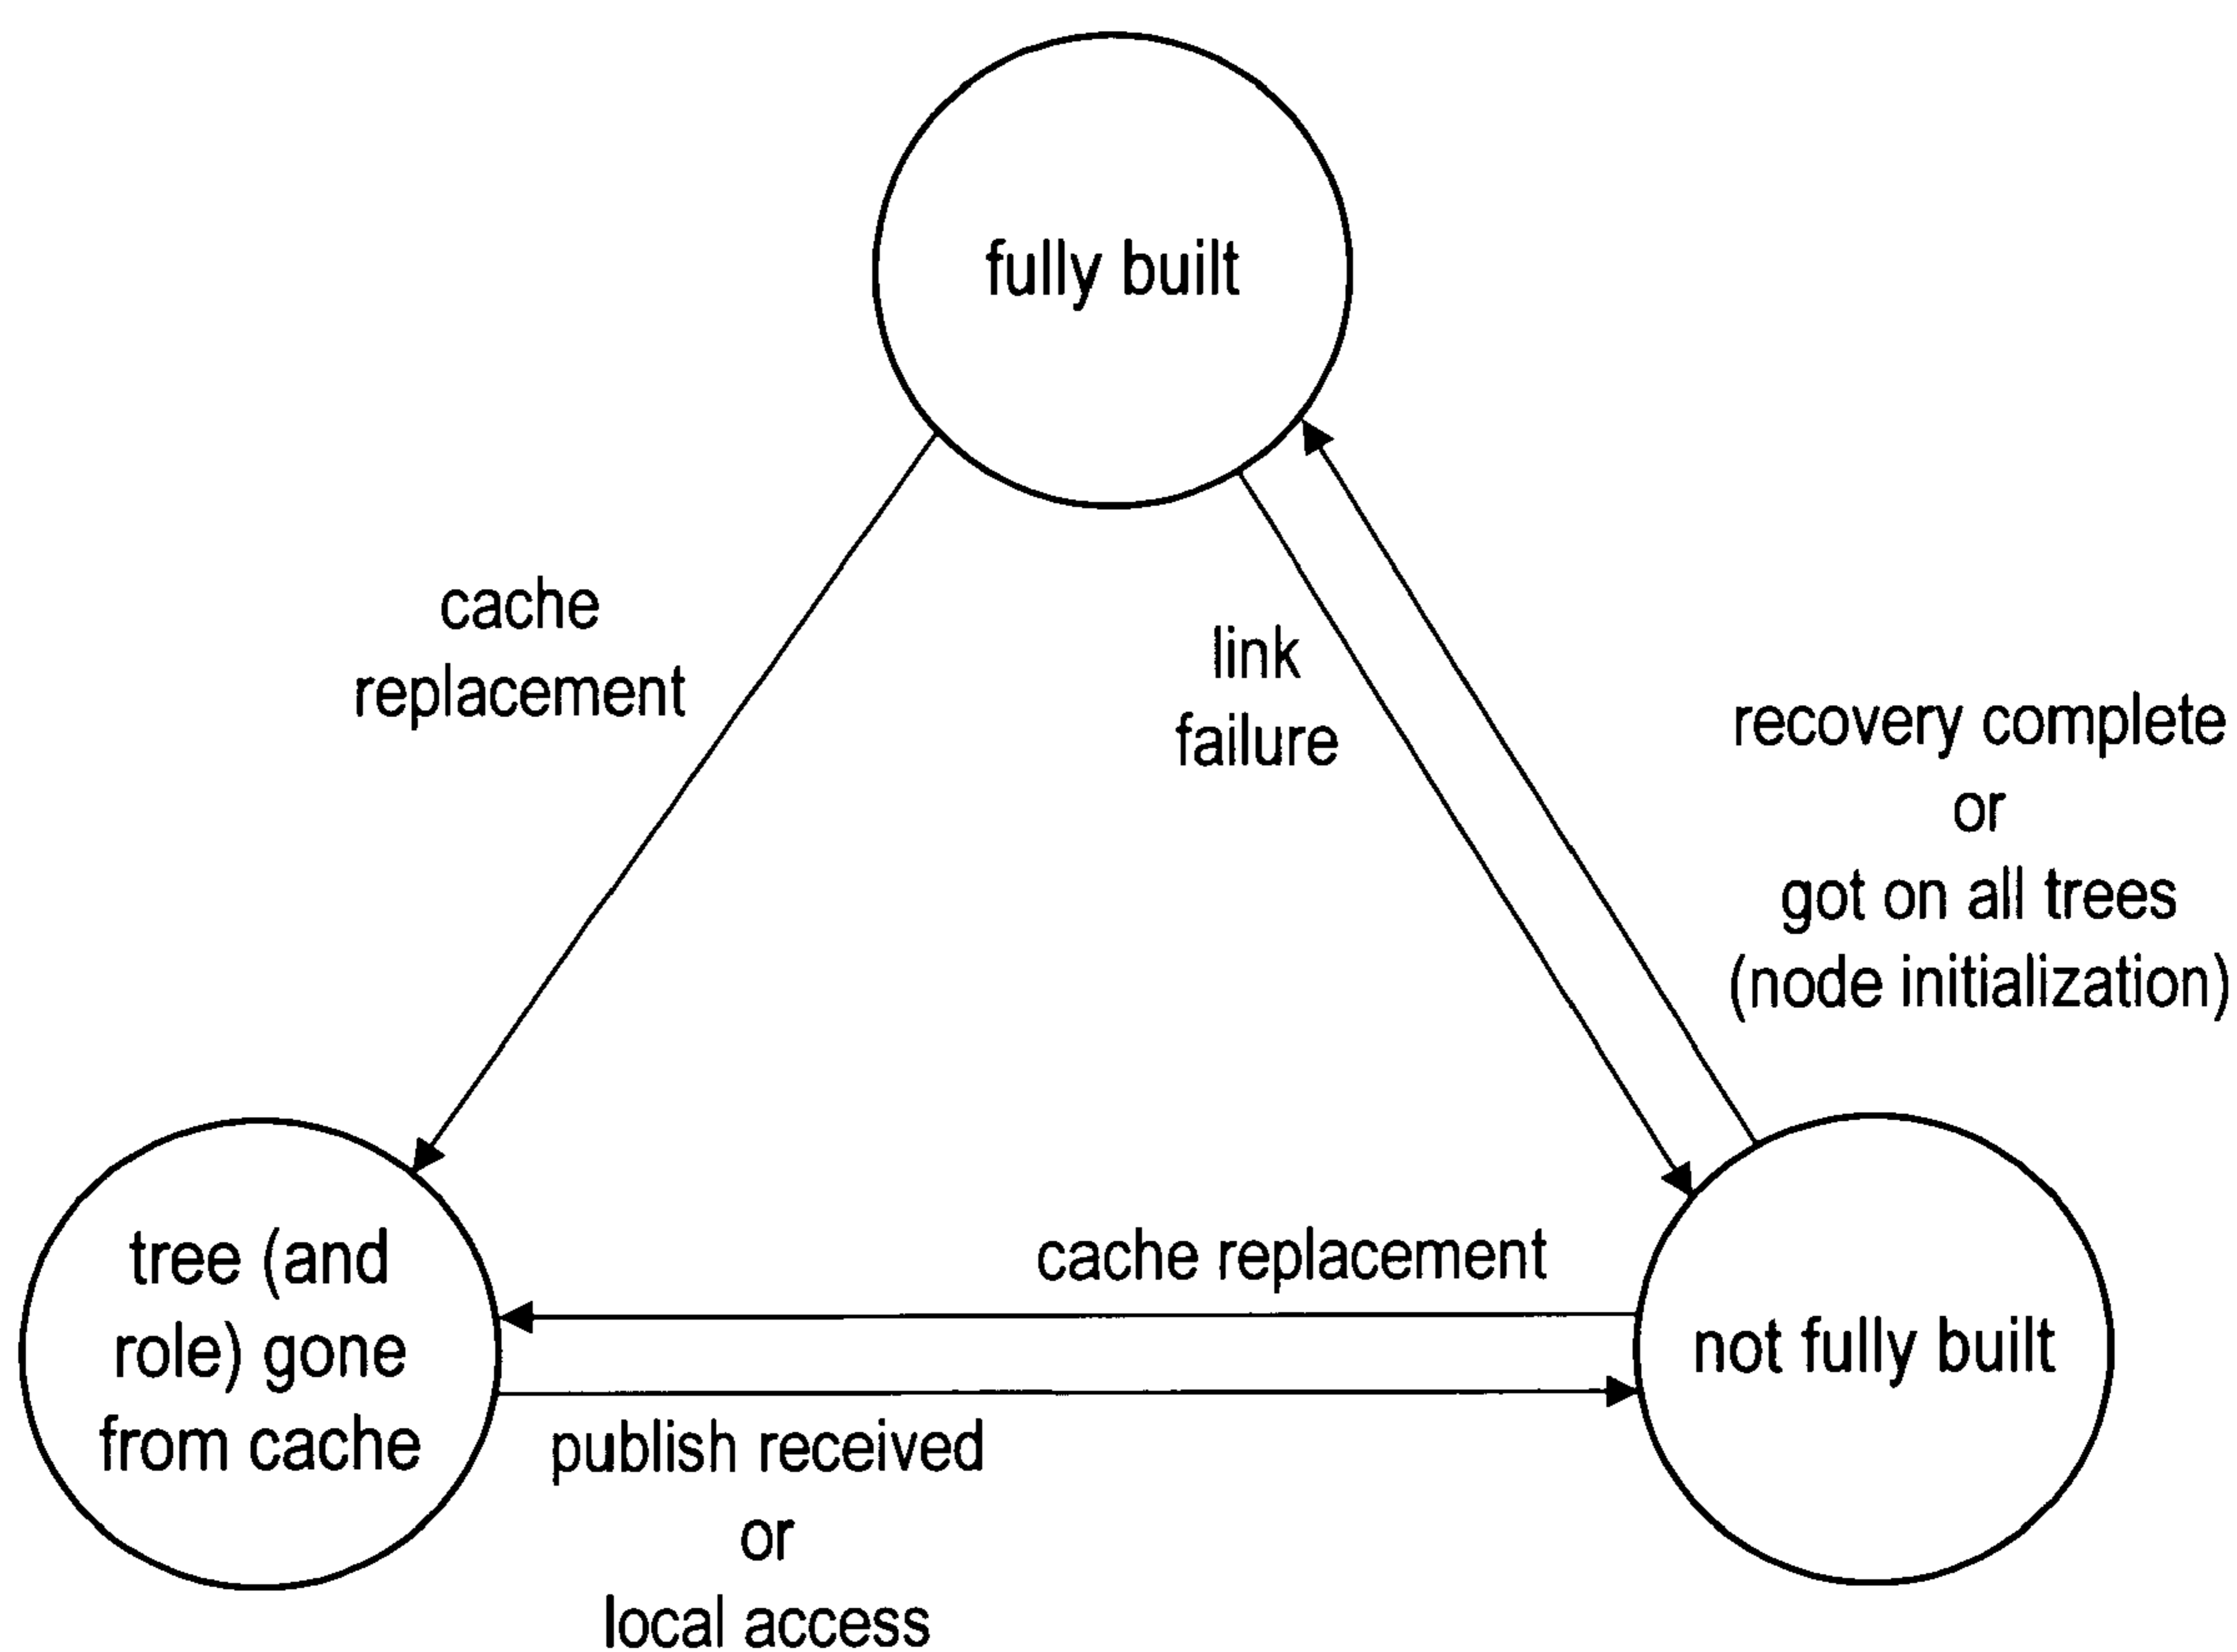 fully built
cache
replacement
link
failure
recovery complete
or
got on all trees
(node initialization)
tree (and
role) gone
from cache
cache replacement
not fully built
publish received
or
local access